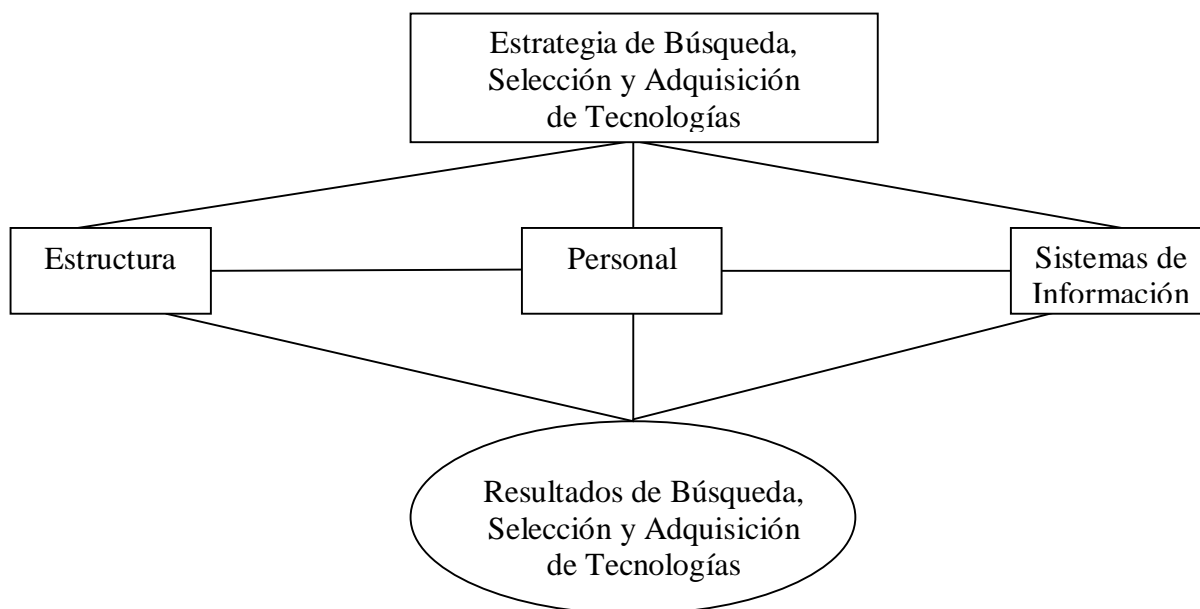 Estrategia de Búsqueda,
Selección y Adquisición
de Tecnologías
Estructura
Personal
Sistemas de
Información
Resultados de Búsqueda,
Selección y Adquisición
de Tecnologías